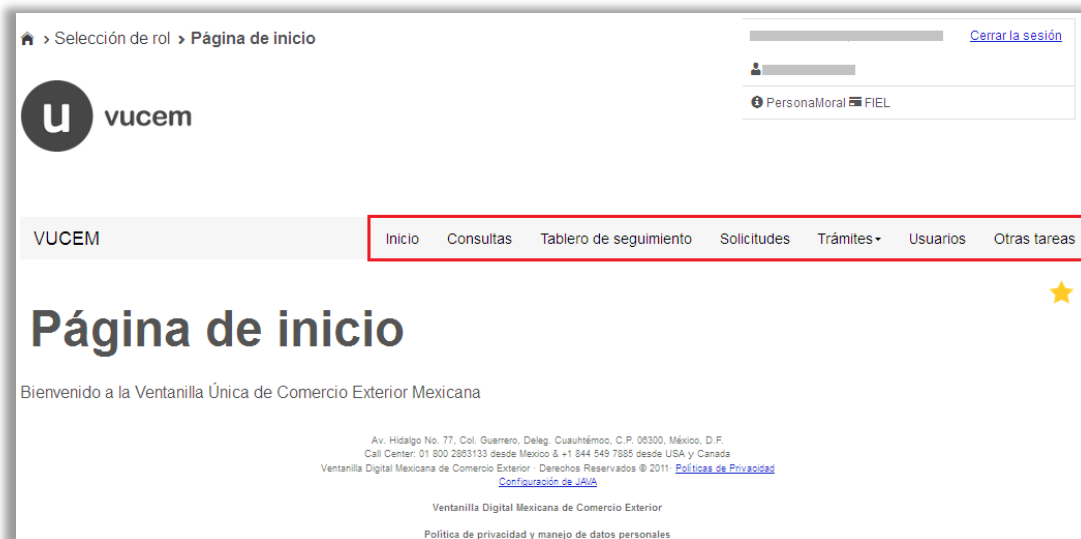 Selección de rol > Página de inicio
Cerrar la sesión
PersonaMoral FIEL
u vucem
VUCEM
Inicio Consultas Tablero de seguimiento Solicitudes Trámites Usuarios Otras tareas
Página de inicio
Bienvenido a la Ventanilla Única de Comercio Exterior Mexicana
Av. Hidalgo No. 77, Col. Guerrero, Deleg. Cuauhtémoc, C.P. 06300, México, D.F.
Call Center: 01 800 2863133 desde Mexico & +1 844 549 7885 desde USA y Canada
Ventanilla Digital Mexicana de Comercio Exterior - Derechos Reservados © 2011- Políticas de Privacidad
Configuración de JAVA
Ventanilla Digital Mexicana de Comercio Exterior
Política de privacidad y manejo de datos personales